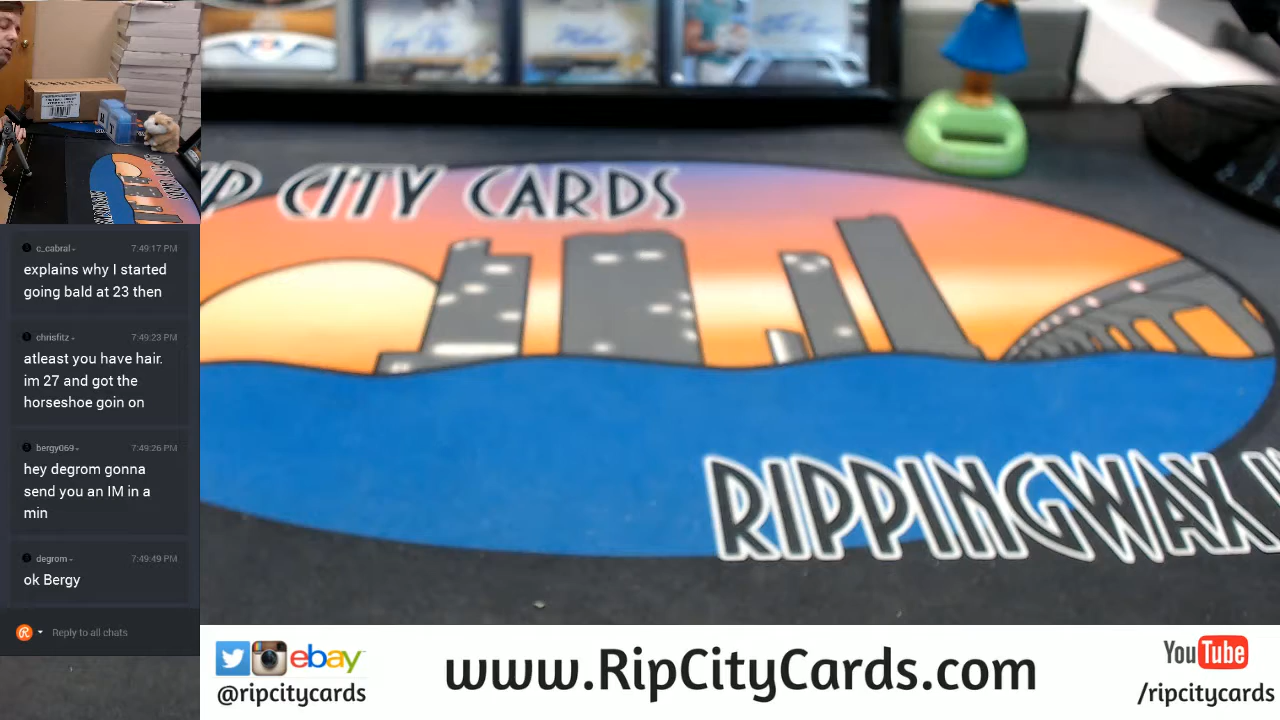 c_cabral
7:49:17 PM
explains why I started
going bald at 23 then
chrisfitz
7:49:23 PM
atleast you have hair.
im 27 and got the
horseshoe goin on
bergy069
7:49:26 PM
hey degrom gonna
send you an IM in a
min
degrom
7:49:49 PM
ok Bergy
Reply to all chats
IP CITY CARDS
RIPPINGWAX
ebay
@ripcitycards
www.RipCityCards.com
YouTube
/ripcitycards